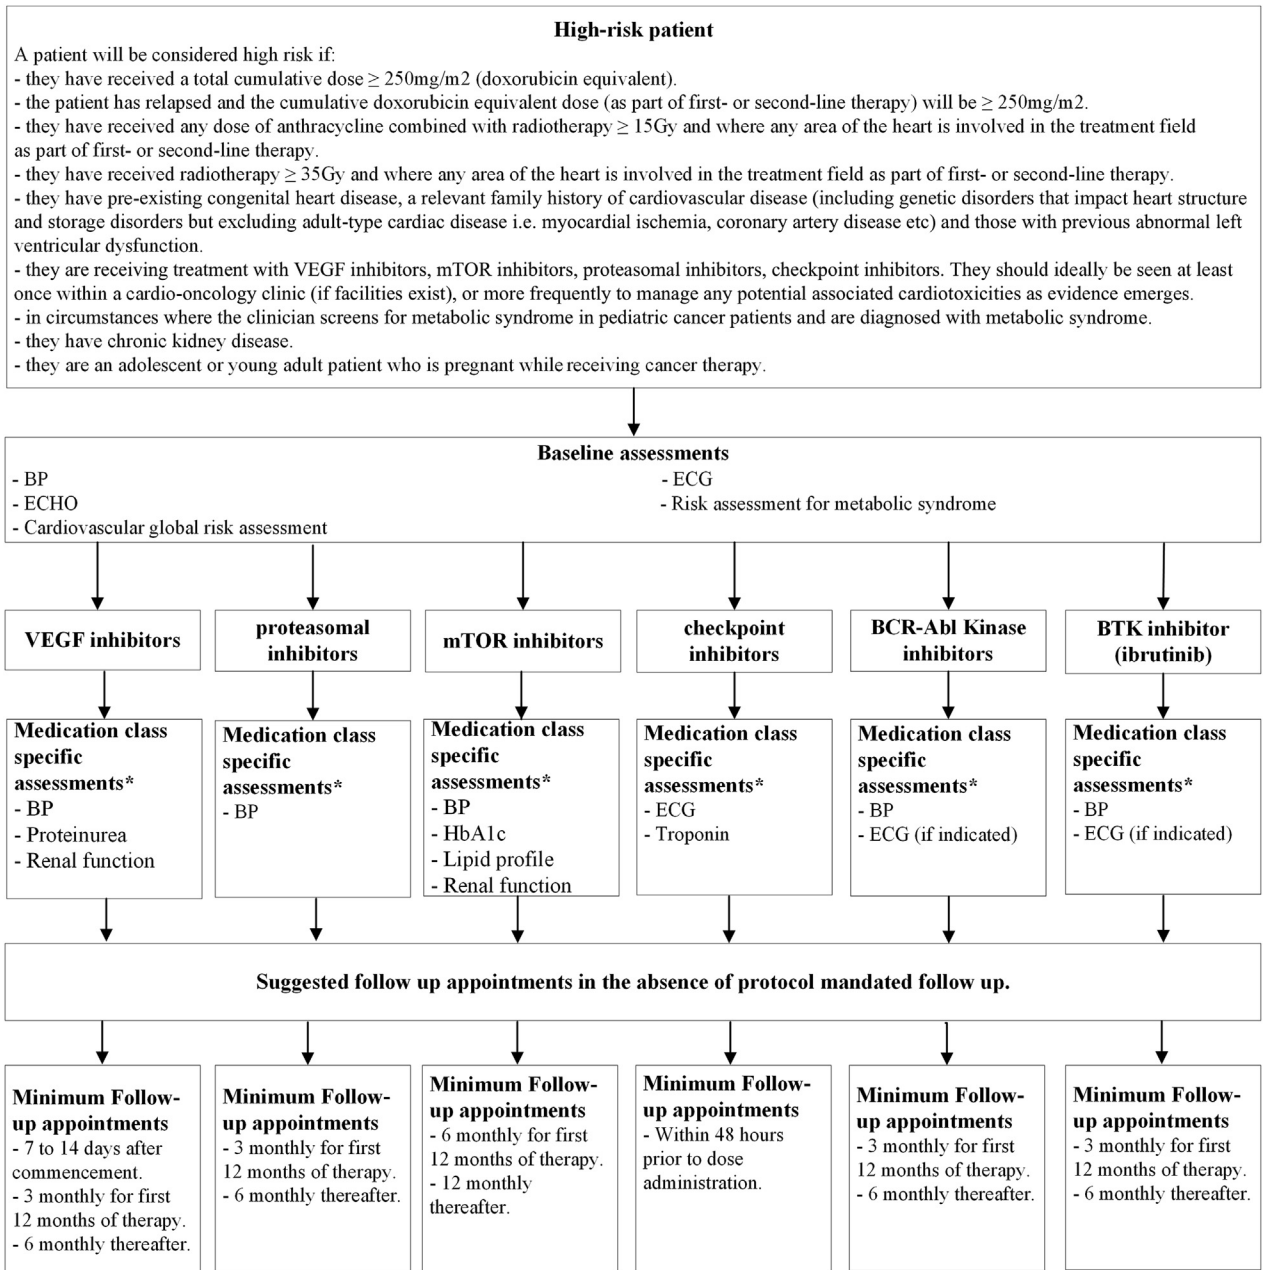 High-risk patient
A patient will be considered high risk if:
- they have received a total cumulative dose ≥ 250mg/m2 (doxorubicin equivalent).
- the patient has relapsed and the cumulative doxorubicin equivalent dose (as part of first- or second-line therapy) will be ≥ 250mg/m2.
- they have received any dose of anthracycline combined with radiotherapy ≥ 15Gy and where any area of the heart is involved in the treatment field
as part of first- or second-line therapy.
- they have received radiotherapy ≥ 35Gy and where any area of the heart is involved in the treatment field as part of first- or second-line therapy.
- they have pre-existing congenital heart disease, a relevant family history of cardiovascular disease (including genetic disorders that impact heart structure
and storage disorders but excluding adult-type cardiac disease i.e. myocardial ischemia, coronary artery disease etc) and those with previous abnormal left
ventricular dysfunction.
- they are receiving treatment with VEGF inhibitors, mTOR inhibitors, proteasomal inhibitors, checkpoint inhibitors. They should ideally be seen at least
once within a cardio-oncology clinic (if facilities exist), or more frequently to manage any potential associated cardiotoxicities as evidence emerges.
- in circumstances where the clinician screens for metabolic syndrome in pediatric cancer patients and are diagnosed with metabolic syndrome.
- they have chronic kidney disease.
- they are an adolescent or young adult patient who is pregnant while receiving cancer therapy.
Baseline assessments
- BP
- ECHO
- Cardiovascular global risk assessment
- ECG
- Risk assessment for metabolic syndrome
VEGF inhibitors
proteasomal
inhibitors
mTOR inhibitors
checkpoint
inhibitors
BCR-Abl Kinase
inhibitors
BTK inhibitor
(ibrutinib)
Medication class
specific
assessments*
- BP
- Proteinurea
- Renal function
Medication class
specific
assessments*
- BP
Medication class
specific
assessments*
- BP
- HbA1c
- Lipid profile
- Renal function
Medication class
specific
assessments*
- ECG
- Troponin
Medication class
specific
assessments*
- BP
- ECG (if indicated)
Medication class
specific
assessments*
- BP
- ECG (if indicated)
Suggested follow up appointments in the absence of protocol mandated follow up.
Minimum Follow-
up appointments
- 7 to 14 days after
commencement.
- 3 monthly for first
12 months of therapy.
- 6 monthly thereafter.
Minimum Follow-
up appointments
- 3 monthly for first
12 months of therapy.
- 6 monthly thereafter.
Minimum Follow-
up appointments
- 6 monthly for first
12 months of therapy.
- 12 monthly
thereafter.
Minimum Follow-
up appointments
- Within 48 hours
prior to dose
administration.
Minimum Follow-
up appointments
- 3 monthly for first
12 months of therapy.
- 6 monthly thereafter.
Minimum Follow-
up appointments
- 3 monthly for first
12 months of therapy.
- 6 monthly thereafter.